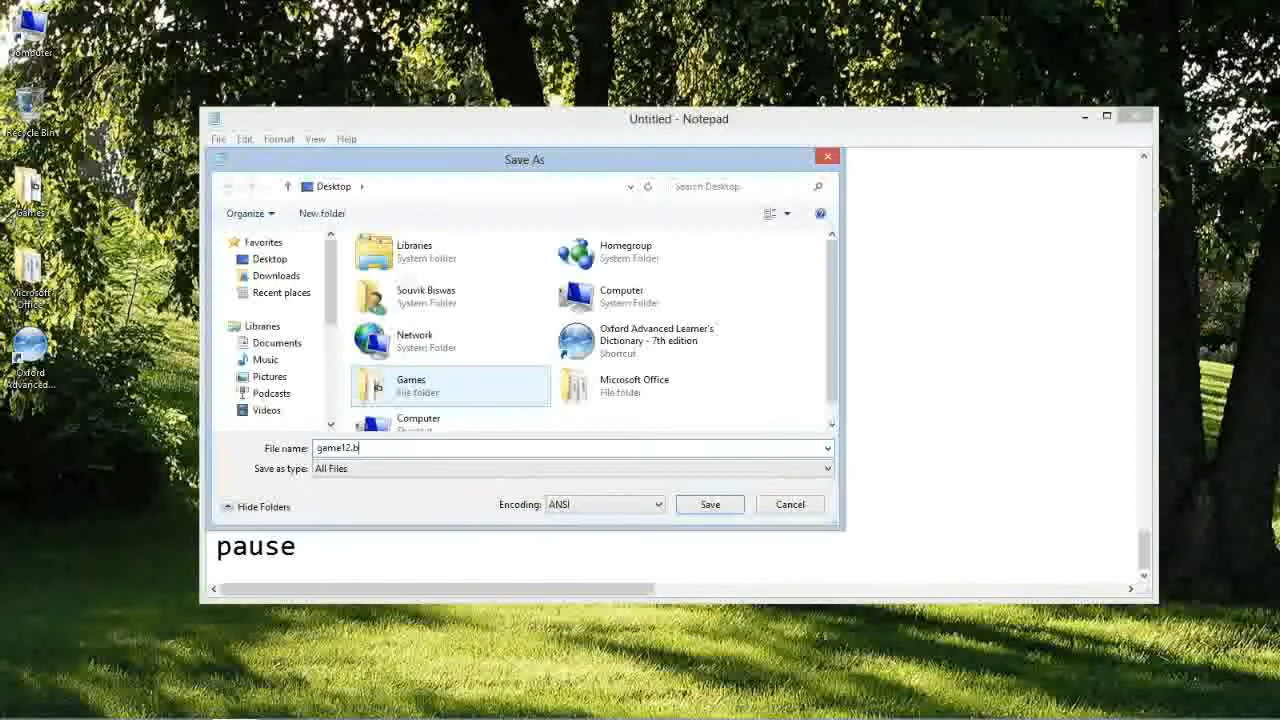 Computer
Recycle Bin
Games
Microsoft
Office
Oxford
Advanced...
Untitled - Notepad
File Edit Format View Help
Save As
Desktop
Search Desktop
Organize New folder
Favorites
Desktop
Downloads
Recent places
Libraries
Documents
Music
Pictures
Podcasts
Videos
Libraries
System Folder
Homegroup
System Folder
Souvik Biswas
System Folder
Computer
System Folder
Network
System Folder
Oxford Advanced Learner's
Dictionary - 7th edition
Shortcut
Games
File folder
Microsoft Office
File folder
Computer
Shortcut
File name: game12.b
Save as type: All Files
Hide Folders
Encoding: ANSI Save Cancel
pause